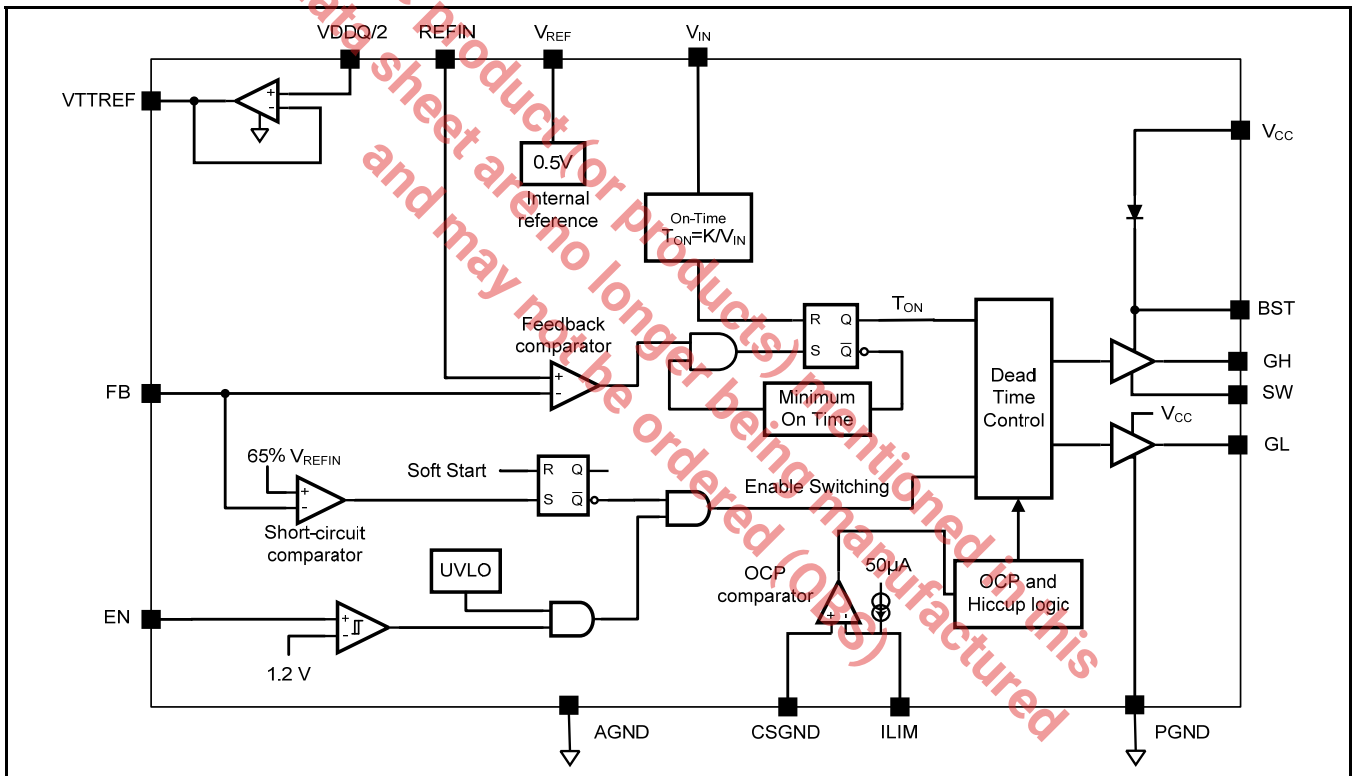 VDDQ/2
REFIN
VREF
VIN
VTTREF
VCC
0.5V
Internal
reference
On-Time
TON=K/VIN
Feedback
comparator
R Q
S Q̅
TON
BST
GH
SW
FB
Minimum
On Time
Dead
Time
Control
VCC
GL
65% VREFIN
Soft Start
R Q
S Q̅
Enable Switching
Short-circuit
comparator
UVLO
OCP
comparator
50µA
OCP and
Hiccup logic
EN
1.2 V
AGND
CSGND
ILIM
PGND
product (or products) mentioned in this
data sheet are no longer being manufactured
and may not be ordered (OBS)
+
-
+
-
+
-
+
-
+
-